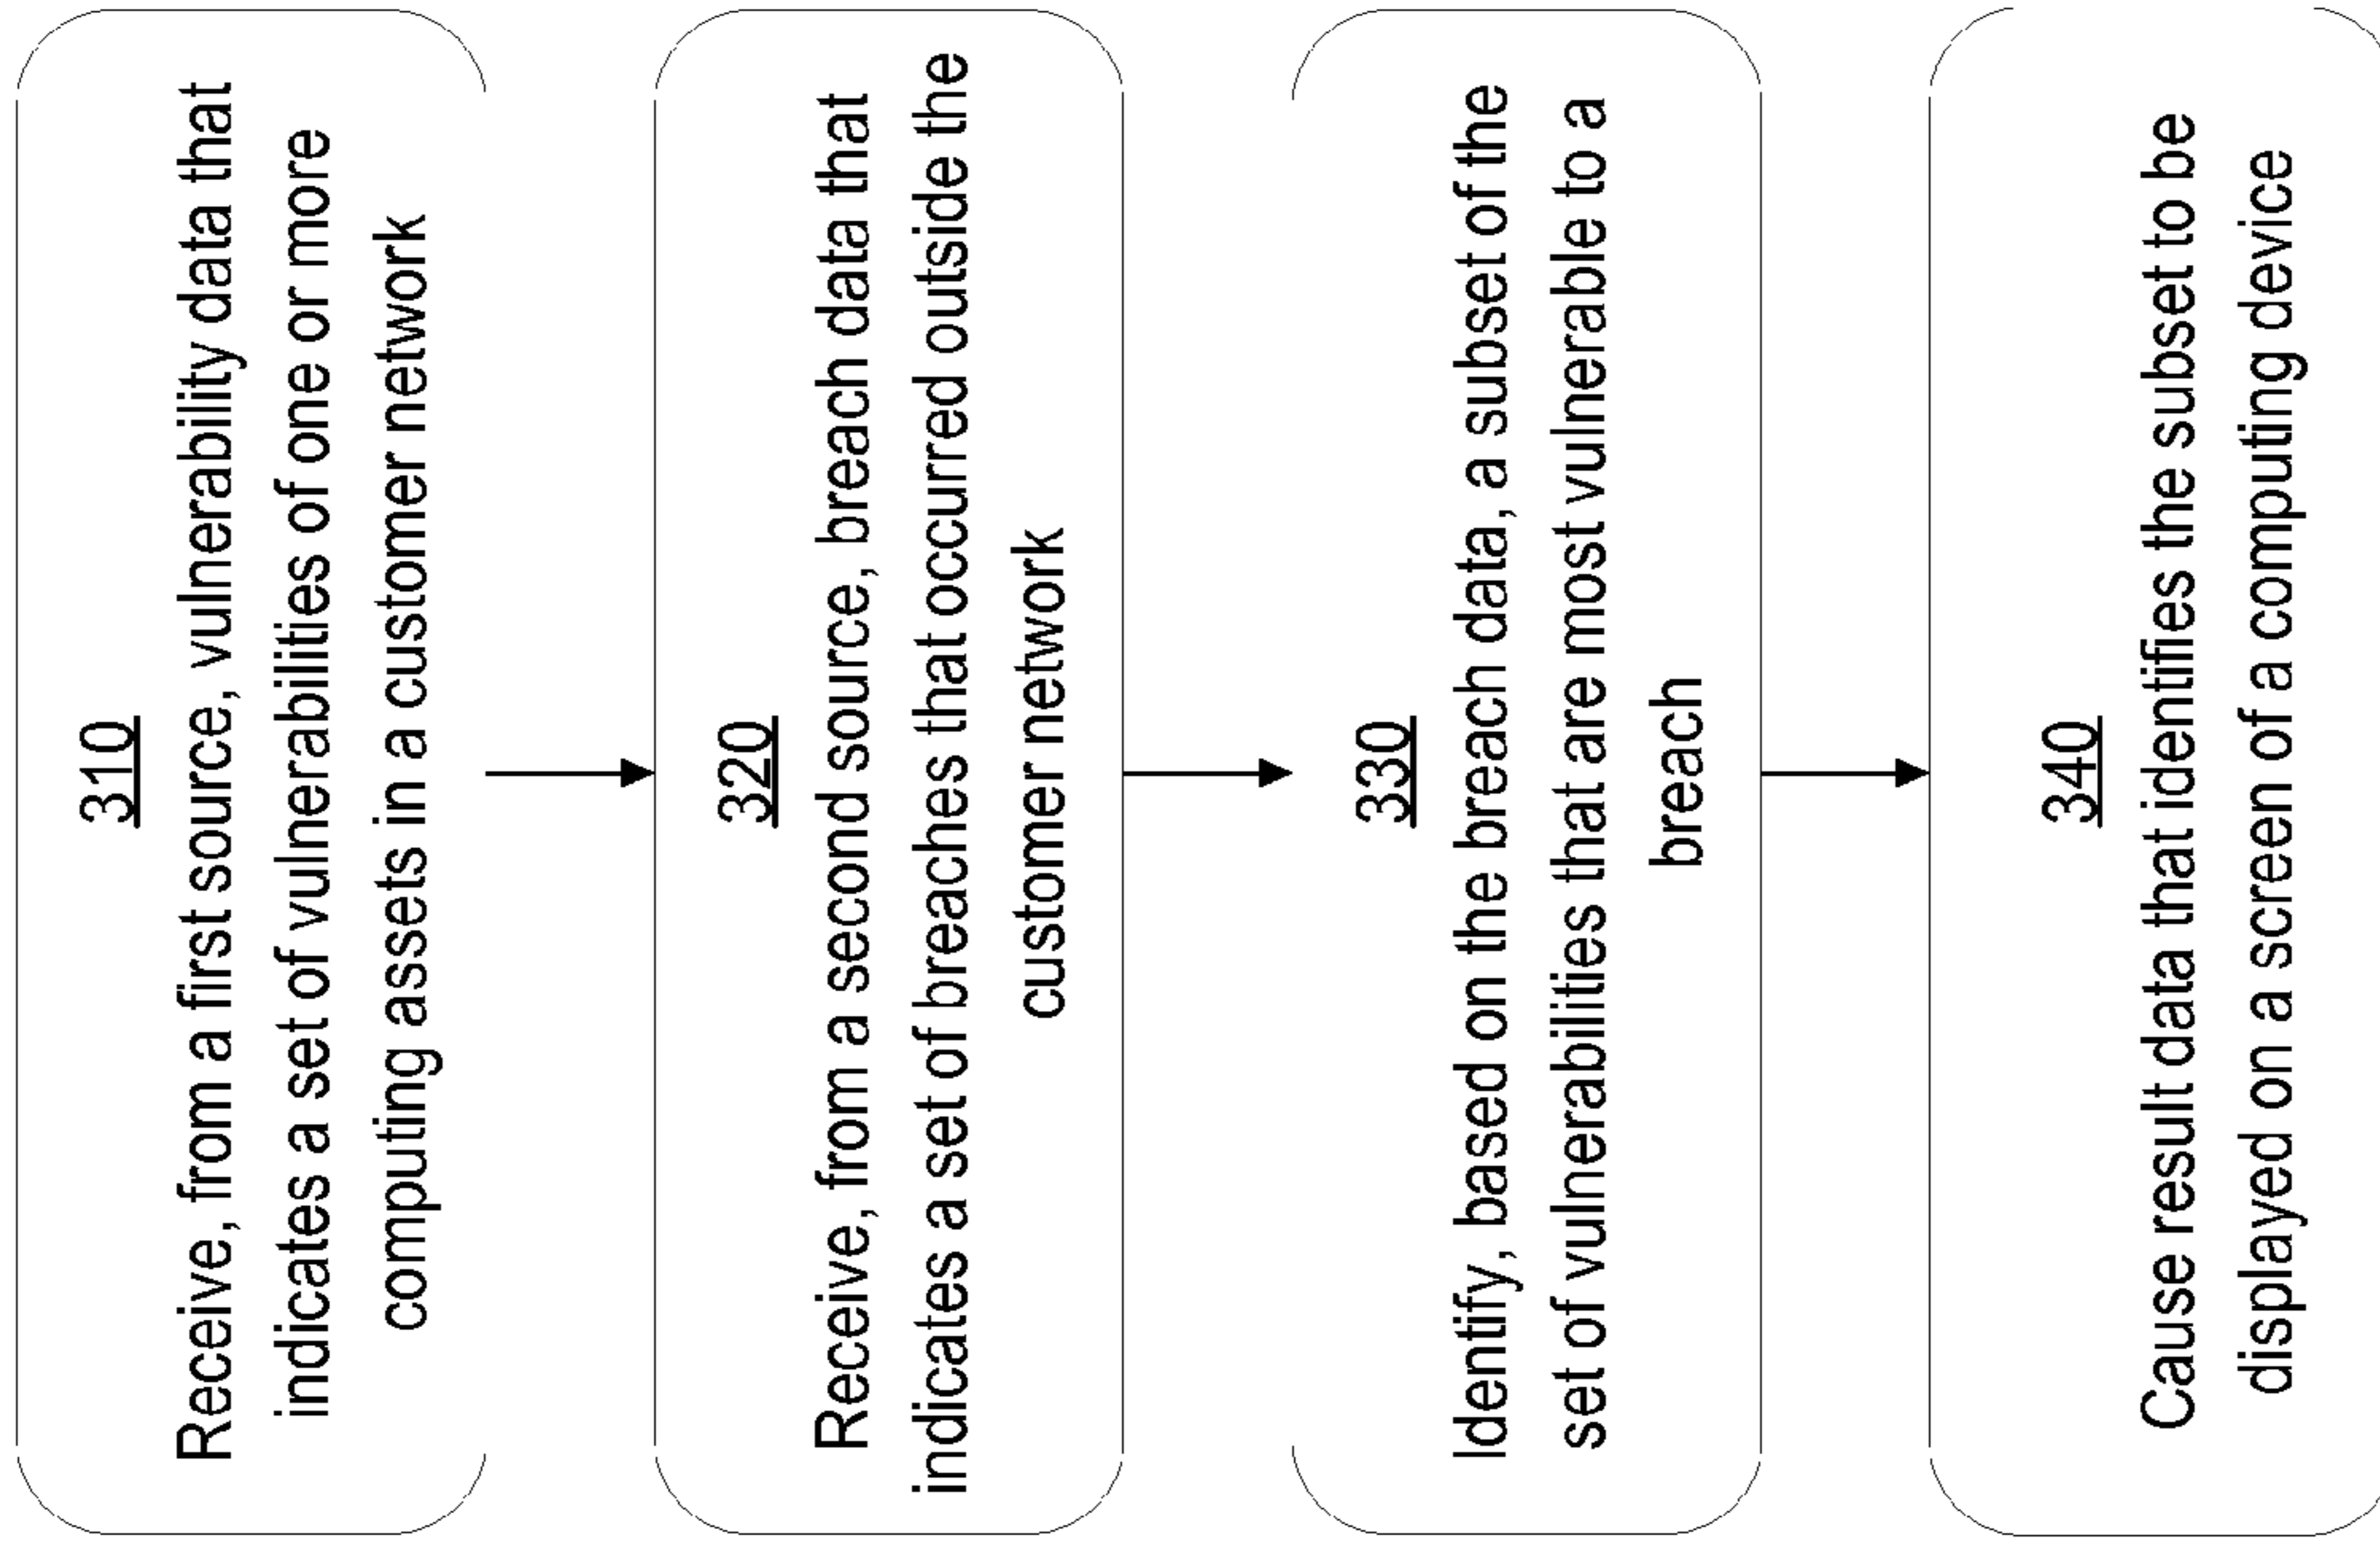 310
Receive, from a first source, vulnerability data that
indicates a set of vulnerabilities of one or more
computing assets in a customer network
320
Receive, from a second source, breach data that
indicates a set of breaches that occurred outside the
customer network
330
Identify, based on the breach data, a subset of the
set of vulnerabilities that are most vulnerable to a
breach
340
Cause result data that identifies the subset to be
displayed on a screen of a computing device